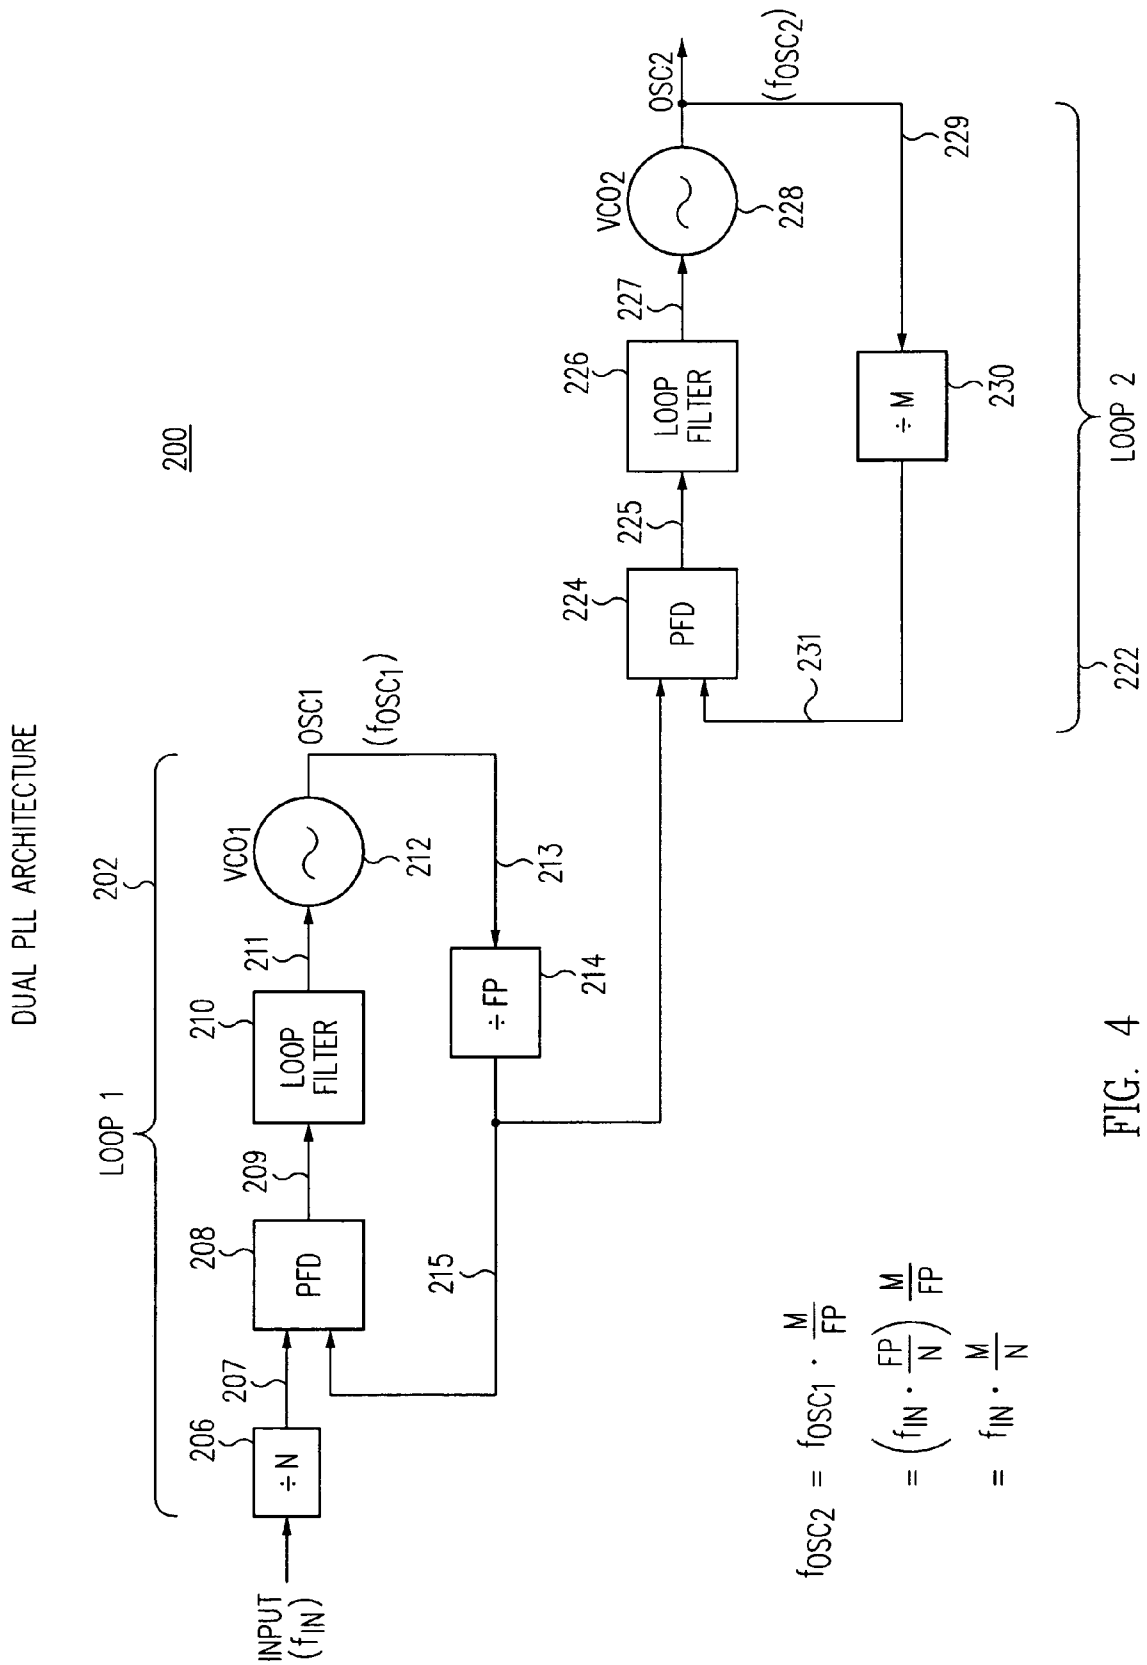 DUAL PLL ARCHITECTURE
200
LOOP 1
202
INPUT
(fIN)
206
÷N
207
208
PFD
209
210
LOOP
FILTER
211
VCO1
212
OSC1
(fOSC1)
213
÷FP
214
215
224
PFD
225
226
LOOP
FILTER
227
VCO2
228
OSC2
(fOSC2)
229
÷M
230
231
222
LOOP 2
fOSC2 = fOSC1 · M/FP
= (fIN · FP/N) M/FP
= fIN · M/N
FIG. 4